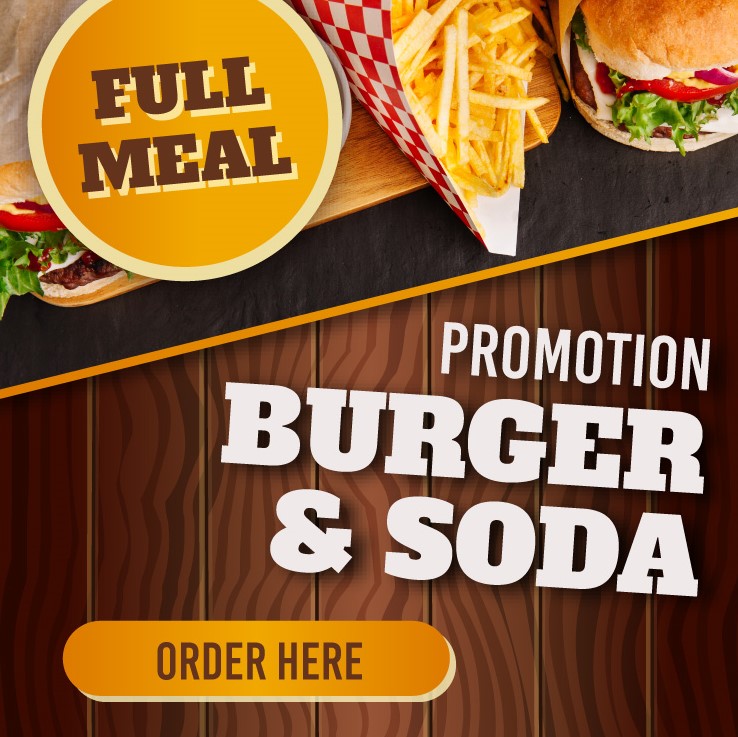 FULL
MEAL
PROMOTION
BURGER
& SODA
ORDER HERE